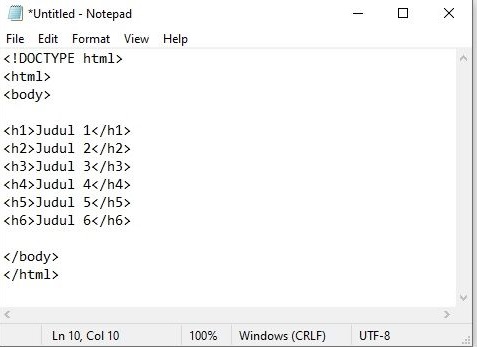 *Untitled - Notepad
File Edit Format View Help
<!DOCTYPE html>
<html>
<body>

<h1>Judul 1</h1>
<h2>Judul 2</h2>
<h3>Judul 3</h3>
<h4>Judul 4</h4>
<h5>Judul 5</h5>
<h6>Judul 6</h6>

</body>
</html>
Ln 10, Col 10 100% Windows (CRLF) UTF-8